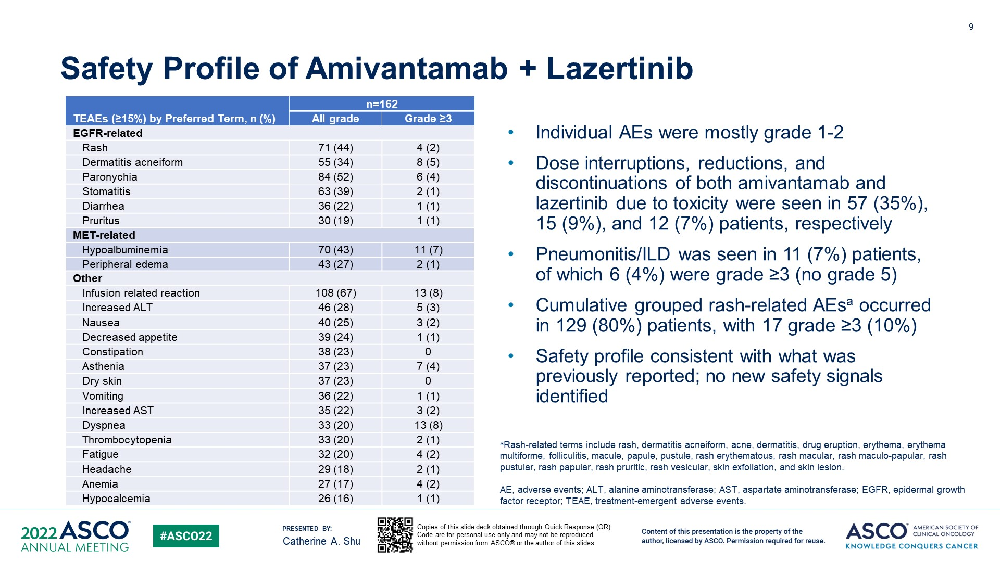 9
Safety Profile of Amivantamab + Lazertinib
TEAEs (≥15%) by Preferred Term, n (%)
n=162
All grade Grade ≥3
EGFR-related
Rash 71 (44) 4 (2)
Dermatitis acneiform 55 (34) 8 (5)
Paronychia 84 (52) 6 (4)
Stomatitis 63 (39) 2 (1)
Diarrhea 36 (22) 1 (1)
Pruritus 30 (19) 1 (1)
MET-related
Hypoalbuminemia 70 (43) 11 (7)
Peripheral edema 43 (27) 2 (1)
Other
Infusion related reaction 108 (67) 13 (8)
Increased ALT 46 (28) 5 (3)
Nausea 40 (25) 3 (2)
Decreased appetite 39 (24) 1 (1)
Constipation 38 (23) 0
Asthenia 37 (23) 7 (4)
Dry skin 37 (23) 0
Vomiting 36 (22) 1 (1)
Increased AST 35 (22) 3 (2)
Dyspnea 33 (20) 13 (8)
Thrombocytopenia 33 (20) 2 (1)
Fatigue 32 (20) 4 (2)
Headache 29 (18) 2 (1)
Anemia 27 (17) 4 (2)
Hypocalcemia 26 (16) 1 (1)
• Individual AEs were mostly grade 1-2
• Dose interruptions, reductions, and
discontinuations of both amivantamab and
lazertinib due to toxicity were seen in 57 (35%),
15 (9%), and 12 (7%) patients, respectively
• Pneumonitis/ILD was seen in 11 (7%) patients,
of which 6 (4%) were grade ≥3 (no grade 5)
• Cumulative grouped rash-related AEsᵃ occurred
in 129 (80%) patients, with 17 grade ≥3 (10%)
• Safety profile consistent with what was
previously reported; no new safety signals
identified
ᵃRash-related terms include rash, dermatitis acneiform, acne, dermatitis, drug eruption, erythema, erythema
multiforme, folliculitis, macule, papule, pustule, rash erythematous, rash macular, rash maculo-papular, rash
pustular, rash papular, rash pruritic, rash vesicular, skin exfoliation, and skin lesion.
AE, adverse events; ALT, alanine aminotransferase; AST, aspartate aminotransferase; EGFR, epidermal growth
factor receptor; TEAE, treatment-emergent adverse events.
2022 ASCO®
ANNUAL MEETING
#ASCO22
PRESENTED BY:
Catherine A. Shu
Copies of this slide deck obtained through Quick Response (QR)
Code are for personal use only and may not be reproduced
without permission from ASCO® or the author of this slides.
Content of this presentation is the property of the
author, licensed by ASCO. Permission required for reuse.
ASCO® AMERICAN SOCIETY OF
CLINICAL ONCOLOGY
KNOWLEDGE CONQUERS CANCER